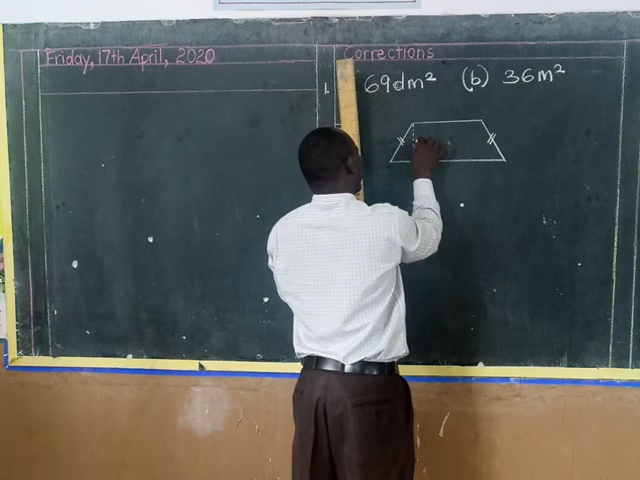 Friday, 17th April, 2020
Corrections
1. 69dm² (b) 36m²